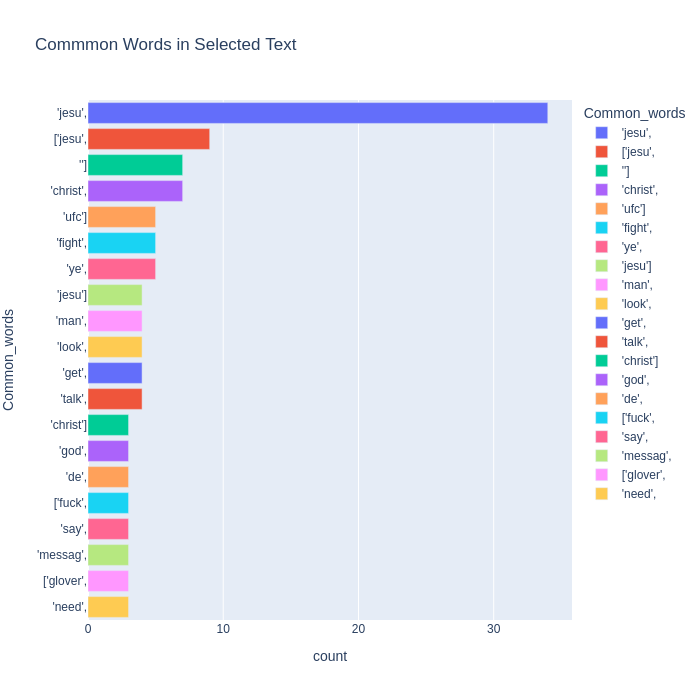 Commmon Words in Selected Text
Common_words
'jesu',
['jesu',
'']
'christ',
'ufc']
'fight',
'ye',
'jesu']
'man',
'look',
'get',
'talk',
'christ']
'god',
'de',
['fuck',
'say',
'messag',
['glover',
'need',
0 10 20 30
count
Common_words
'jesu',
['jesu',
'']
'christ',
'ufc']
'fight',
'ye',
'jesu']
'man',
'look',
'get',
'talk',
'christ']
'god',
'de',
['fuck',
'say',
'messag',
['glover',
'need',